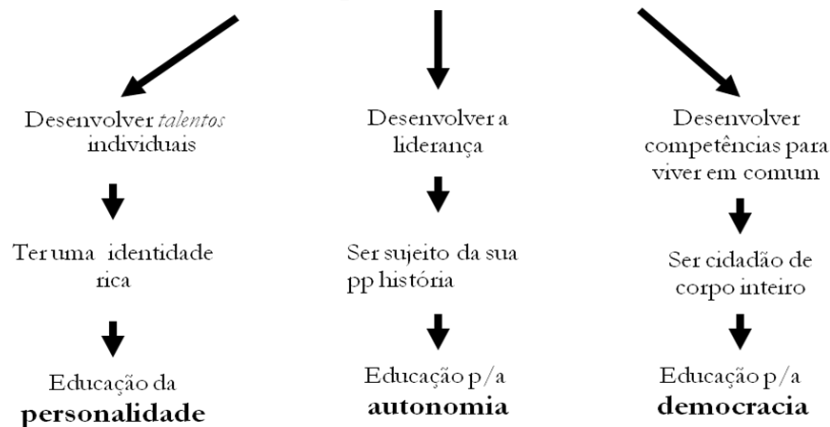 Desenvolver talentos
individuais
Ter uma identidade
rica
Educação da
personalidade
Desenvolver a
liderança
Ser sujeito da sua
pp história
Educação p/a
autonomia
Desenvolver
competências para
viver em comum
Ser cidadão de
corpo inteiro
Educação p/a
democracia